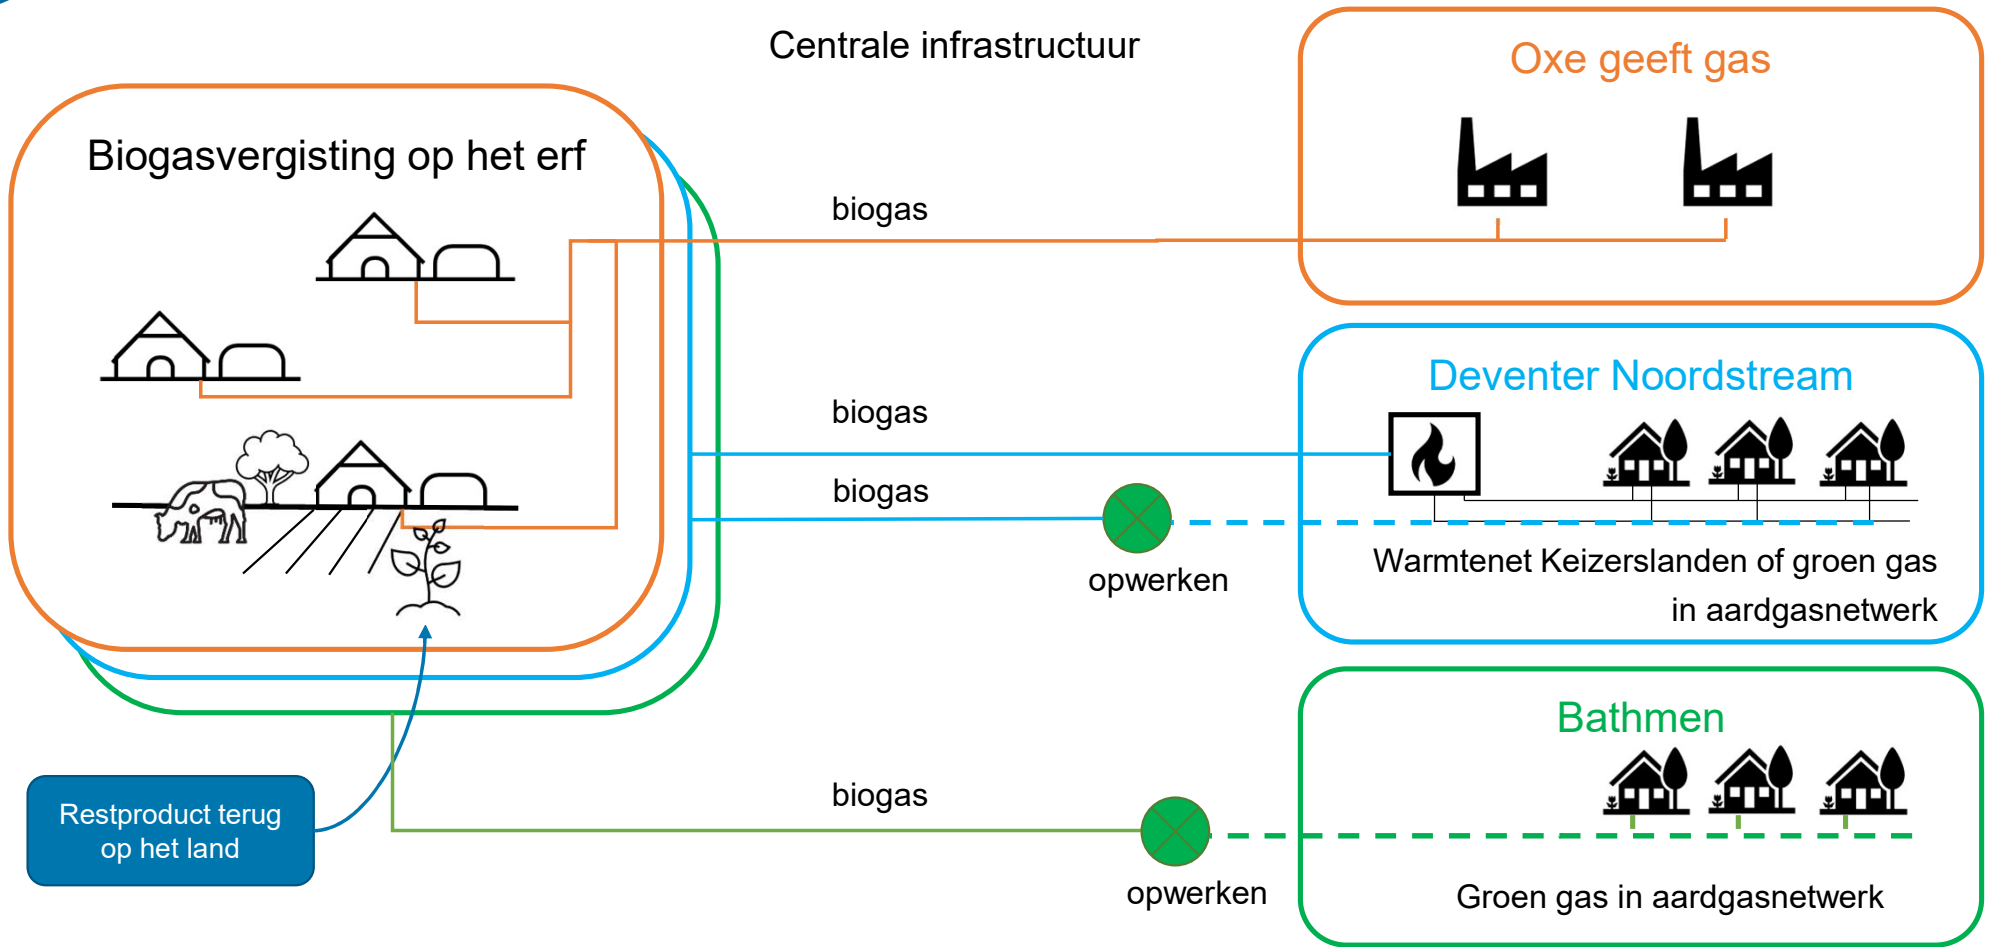 Centrale infrastructuur
Biogasvergisting op het erf
Restproduct terug
op het land
biogas
biogas
biogas
opwerken
biogas
opwerken
Oxe geeft gas
Deventer Noordstream
Warmtenet Keizerslanden of groen gas
in aardgasnetwerk
Bathmen
Groen gas in aardgasnetwerk